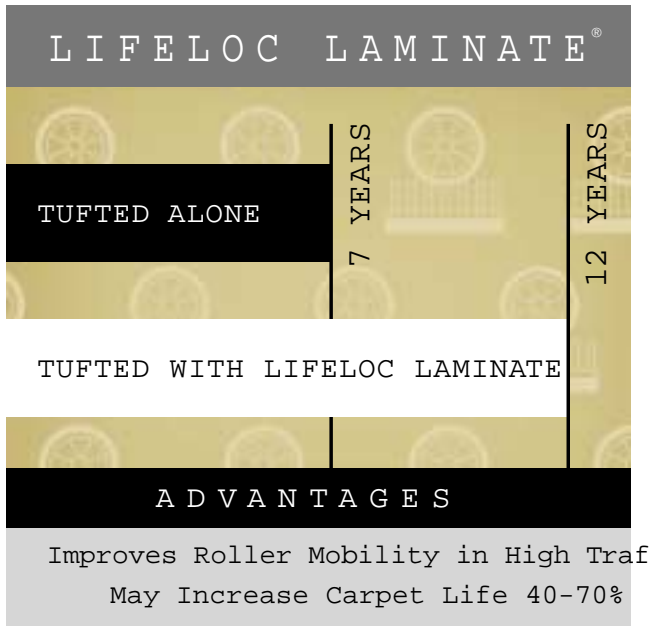 LIFELOC LAMINATE®
7 YEARS
12 YEARS
TUFTED ALONE
TUFTED WITH LIFELOC LAMINATE
ADVANTAGES
Improves Roller Mobility in High Traf
May Increase Carpet Life 40-70%